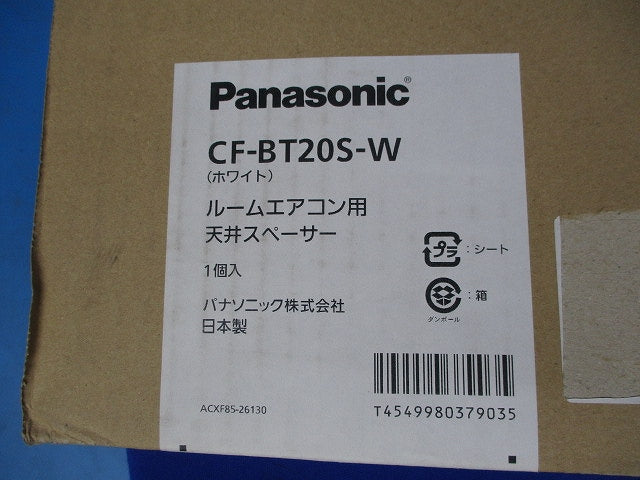 Panasonic®
CF-BT20S-W
(ホワイト)
ルームエアコン用
天井スペーサー
1個入
パナソニック株式会社
日本製
プラ :シート
:箱
ダンボール
ACXF85-26130
T4549980379035